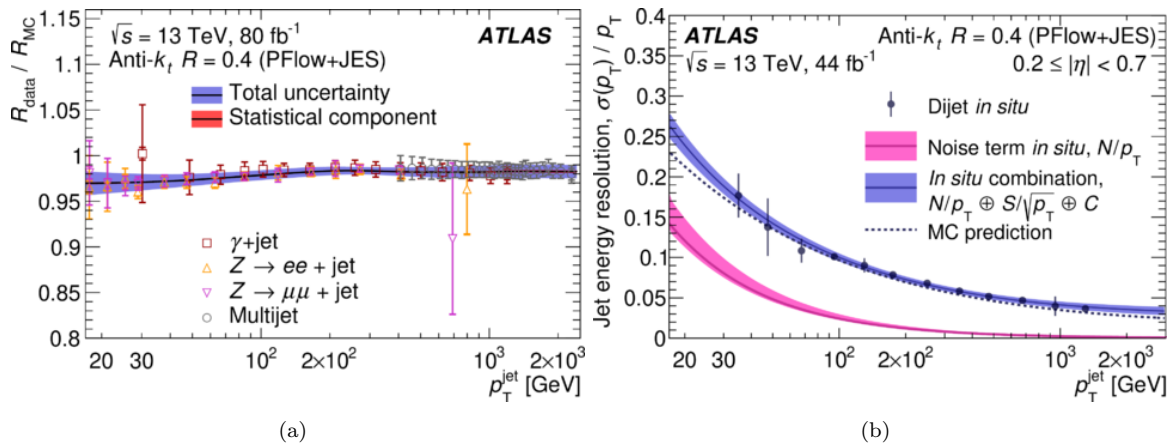 1.15
1.1
1.05
1
0.95
0.9
0.85
0.8
R_data / R_MC
√s = 13 TeV, 80 fb⁻¹
ATLAS
Anti-k_t R = 0.4 (PFlow+JES)
Total uncertainty
Statistical component
γ+jet
Z → ee + jet
Z → μμ + jet
Multijet
20 30 10² 2×10² 10³ 2×10³
p_T^jet [GeV]
(a)
Jet energy resolution, σ(p_T) / p_T
0.4
0.35
0.3
0.25
0.2
0.15
0.1
0.05
0
ATLAS
Anti-k_t R = 0.4 (PFlow+JES)
√s = 13 TeV, 44 fb⁻¹
0.2 ≤ |η| < 0.7
Dijet in situ
Noise term in situ, N/p_T
In situ combination,
N/p_T ⊕ S/√p_T ⊕ C
MC prediction
20 30 10² 2×10² 10³ 2×10³
p_T^jet [GeV]
(b)